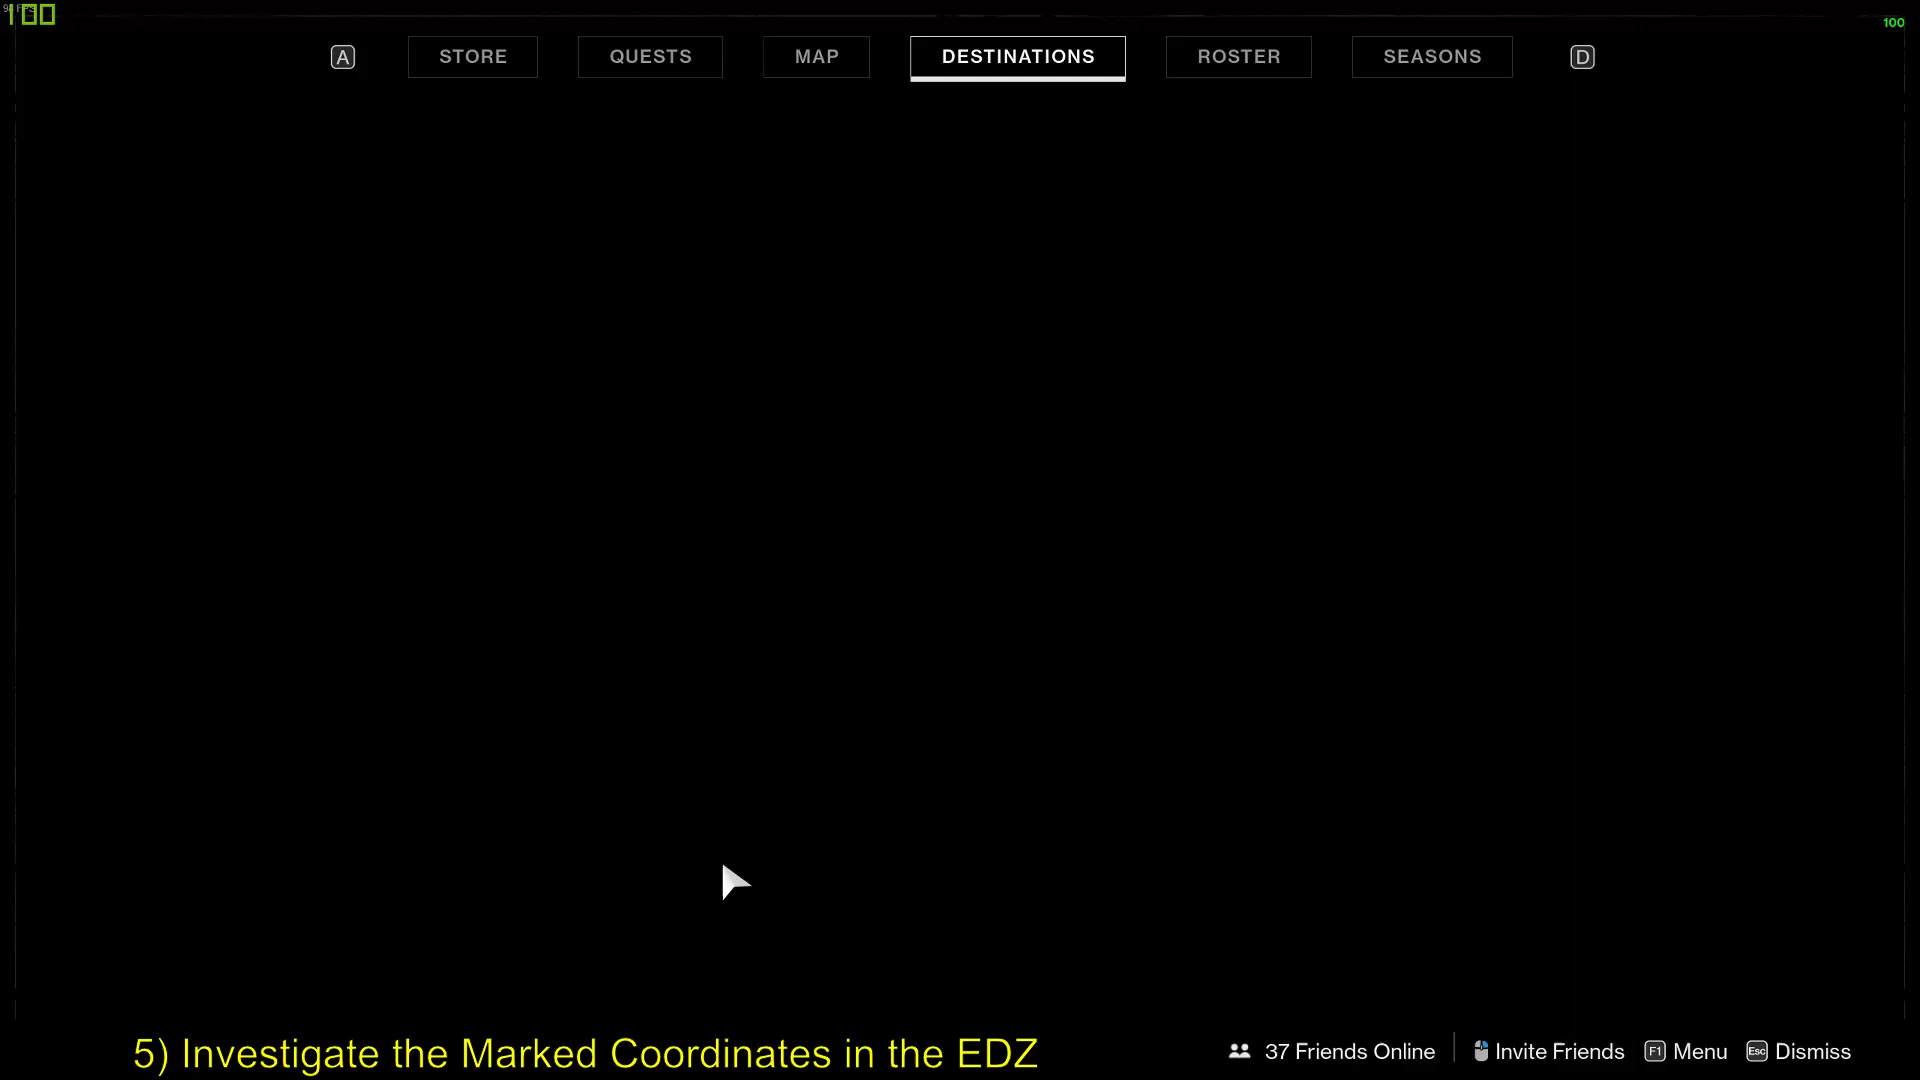 100
100
A STORE QUESTS MAP DESTINATIONS ROSTER SEASONS D
5) Investigate the Marked Coordinates in the EDZ
37 Friends Online Invite Friends F1 Menu Esc Dismiss